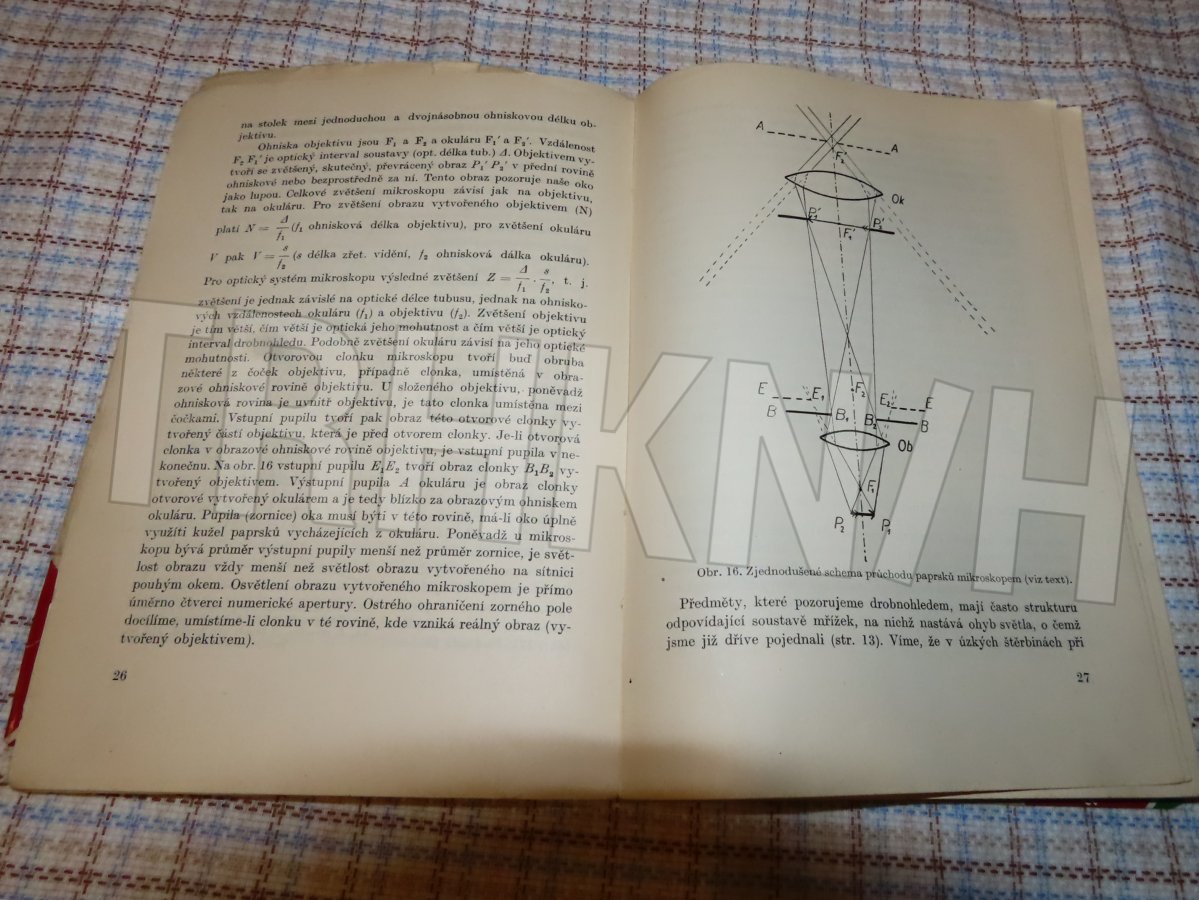 na stolek mezi jednoduchou a dvojnásobnou ohniskovou délku ob-
jektivu.
Ohniska objektivu jsou F₁ a F₂ a okuláru F₁′ a F₂′. Vzdálenost
F₂ F₁′ je optický interval soustavy (opt. délka tub.) Δ. Objektivem vy-
tvoří se zvětšený, skutečný, převrácený obraz P₁′ P₂′ v přední rovině
ohniskové nebo bezprostředně za ní. Tento obraz pozoruje naše oko
jako lupou. Celkové zvětšení mikroskopu závisí jak na objektivu,
tak na okuláru. Pro zvětšení obrazu vytvořeného objektivem (N)
platí N = Δ/f₁ (f₁ ohnisková délka objektivu), pro zvětšení okuláru
V pak V = s/f₂ (s délka zřet. vidění, f₂ ohnisková dálka okuláru).
Pro optický systém mikroskopu výsledné zvětšení Z = Δ/f₁ · s/f₂, t. j.
zvětšení je jednak závislé na optické délce tubusu, jednak na ohnisko-
vých vzdálenostech okuláru (f₁) a objektivu (f₂). Zvětšení objektivu
je tím větší, čím větší je optická jeho mohutnost a čím větší je optický
interval drobnohledu. Podobně zvětšení okuláru závisí na jeho optické
mohutnosti. Otvorovou clonku mikroskopu tvoří buď obruba
některé z čoček objektivu, případně clonka, umístěná v obra-
zové ohniskové rovině objektivu. U složeného objektivu, poněvadž
ohnisková rovina je uvnitř objektivu, je tato clonka umístěna mezi
čočkami. Vstupní pupilu tvoří pak obraz této otvorové clonky vy-
tvořený částí objektivu, která je před otvorem clonky. Je-li otvorová
clonka v obrazové ohniskové rovině objektivu, je vstupní pupila v ne-
konečnu. Na obr. 16 vstupní pupilu E₁E₂ tvoří obraz clonky B₁B₂ vy-
tvořený objektivem. Výstupní pupila A okuláru je obraz clonky
otvorové vytvořený okulárem a je tedy blízko za obrazovým ohniskem
okuláru. Pupila (zornice) oka musí býti v této rovině, má-li oko úplně
využíti kužel paprsků vycházejících z okuláru. Poněvadž u mikros-
kopu bývá průměr výstupní pupily menší než průměr zornice, je svět-
lost obrazu vždy menší než světlost obrazu vytvořeného na sítnici
pouhým okem. Osvětlení obrazu vytvořeného mikroskopem je přímo
úměrno čtverci numerické apertury. Ostrého ohraničení zorného pole
docílíme, umístíme-li clonku v té rovině, kde vzniká reálný obraz (vy-
tvořený objektivem).
26
A A
F₂′
Ok
P₁′ P₂′
F₁′
F₂
E E₁ E₂ E
B B₁ B₂ B
Ob
F₁
P₂ P₁
Obr. 16. Zjednodušené schema průchodu paprsků mikroskopem (viz text).
Předměty, které pozorujeme drobnohledem, mají často strukturu
odpovídající soustavě mřížek, na nichž nastává ohyb světla, o čemž
jsme již dříve pojednali (str. 13). Víme, že v úzkých štěrbinách při
27